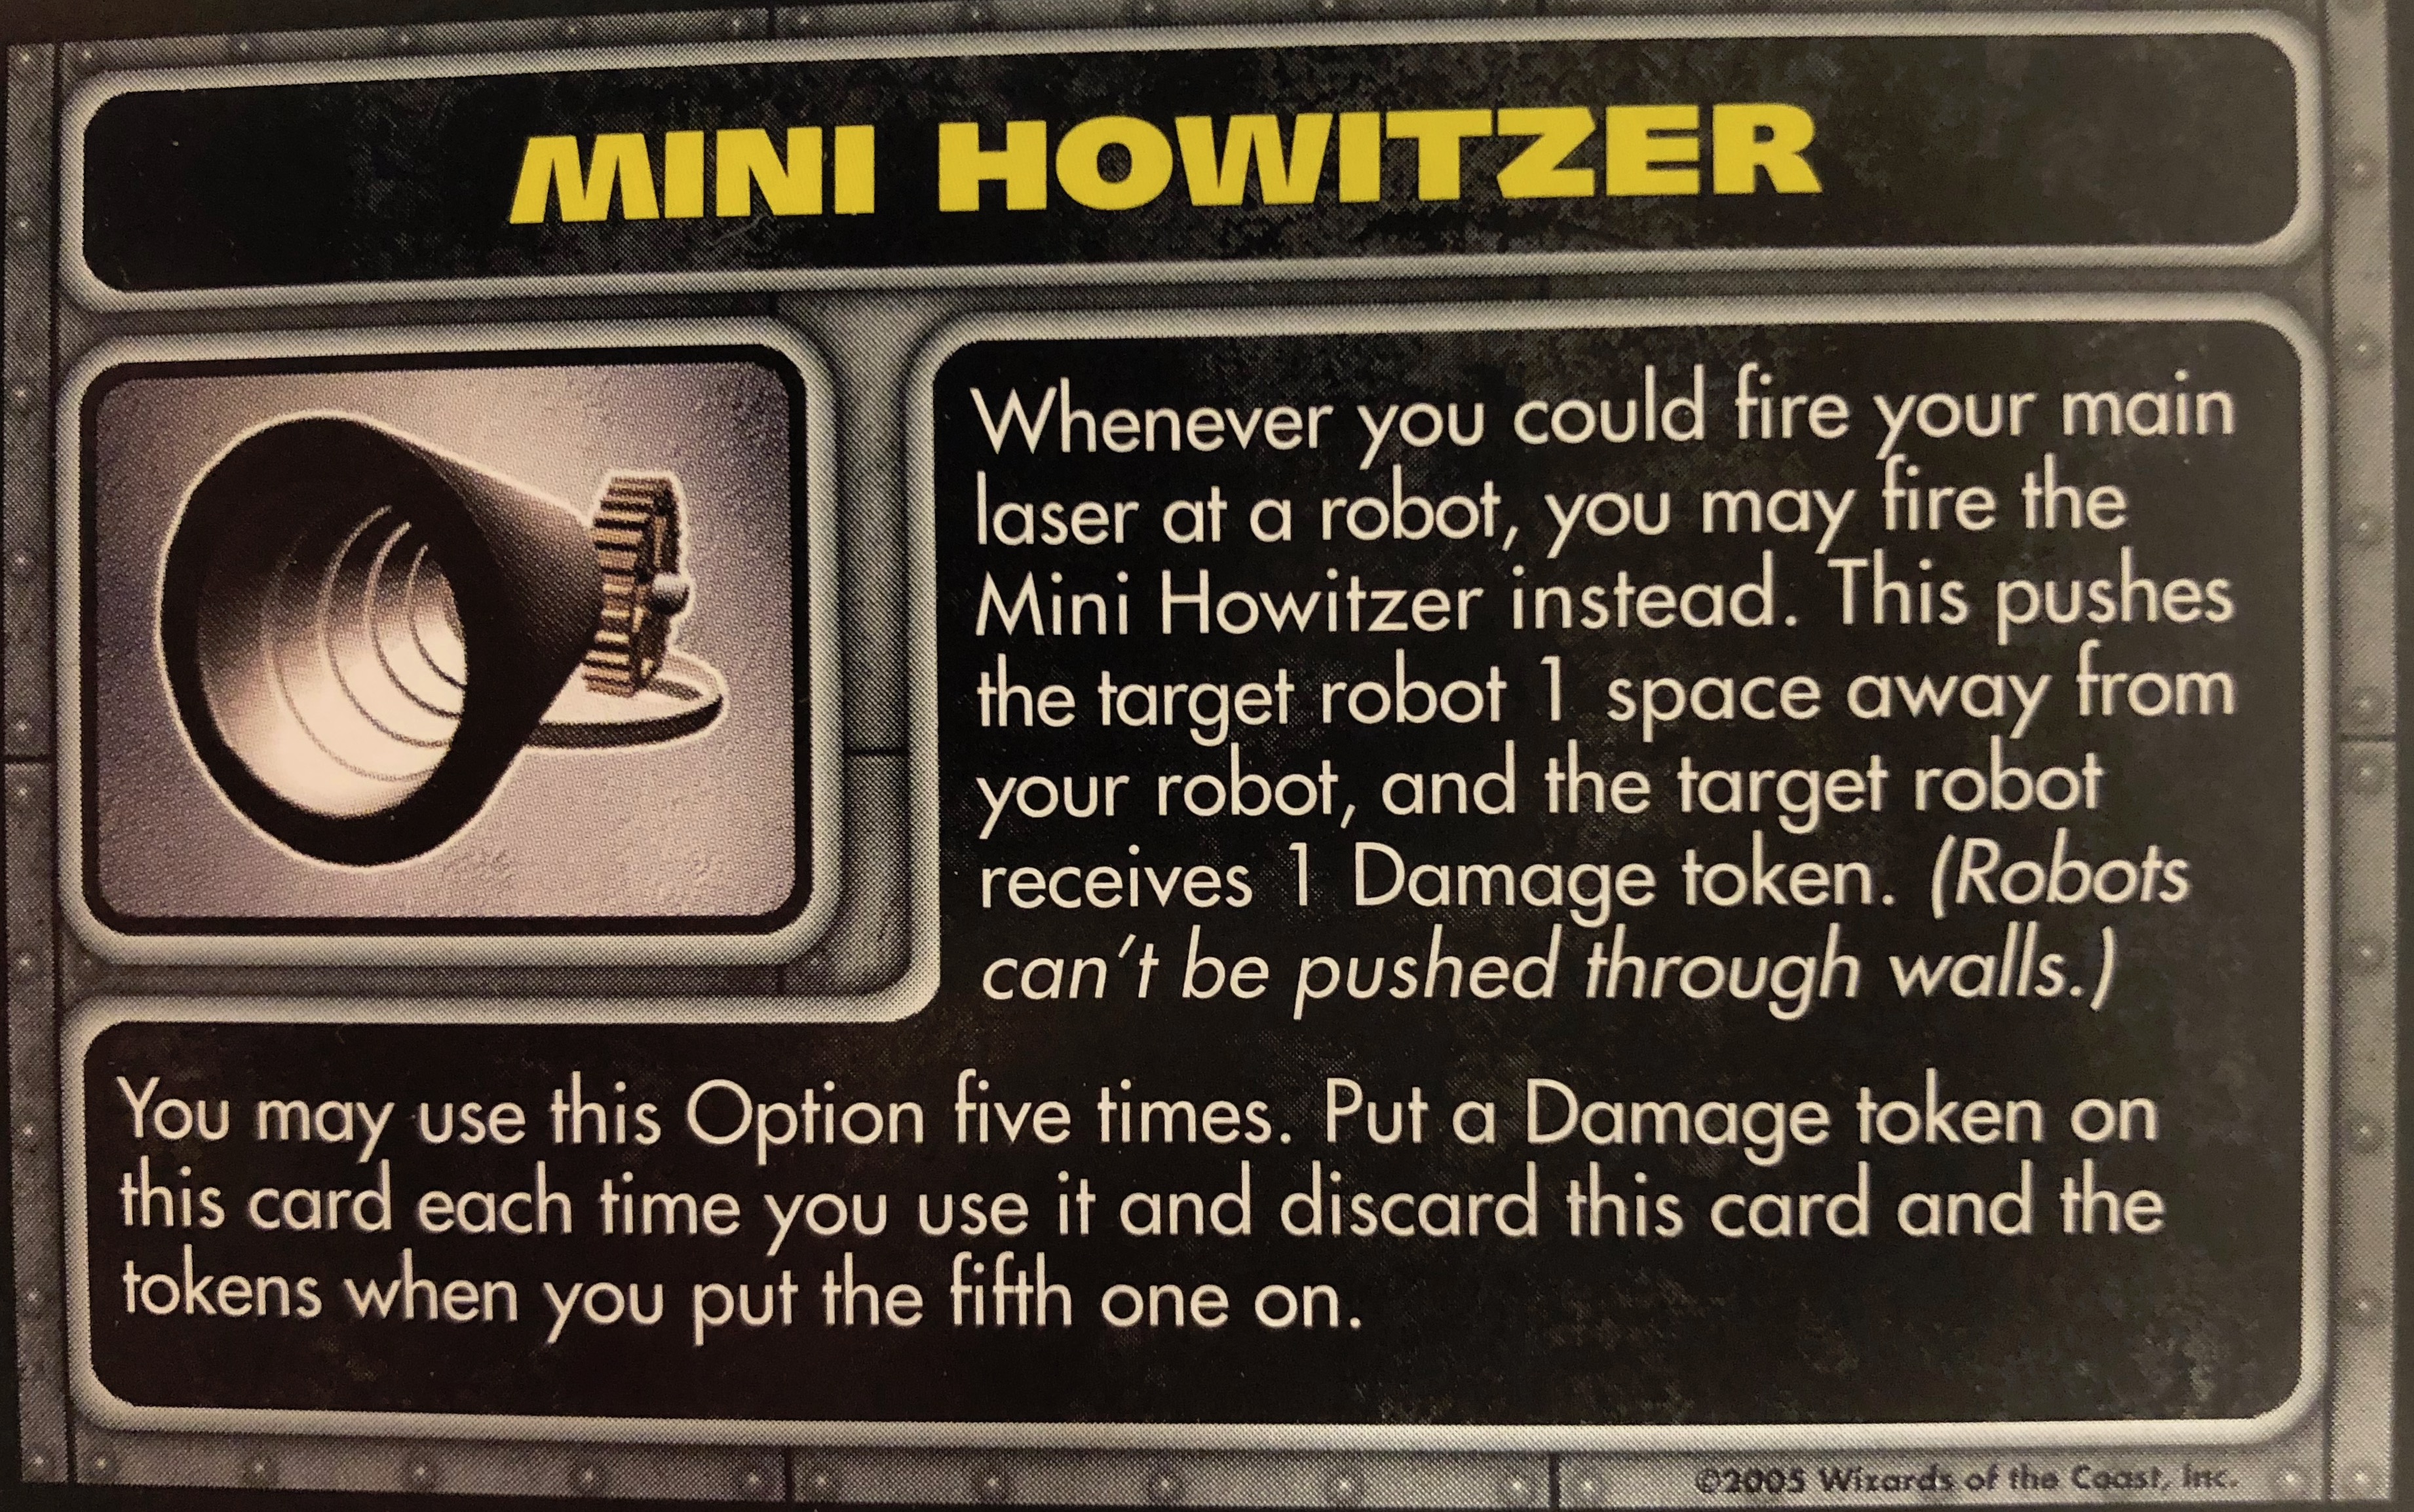 MINI HOWITZER
Whenever you could fire your main
laser at a robot, you may fire the
Mini Howitzer instead. This pushes
the target robot 1 space away from
your robot, and the target robot
receives 1 Damage token. (Robots
can't be pushed through walls.)
You may use this Option five times. Put a Damage token on
this card each time you use it and discard this card and the
tokens when you put the fifth one on.
©2005 Wizards of the Coast, Inc.